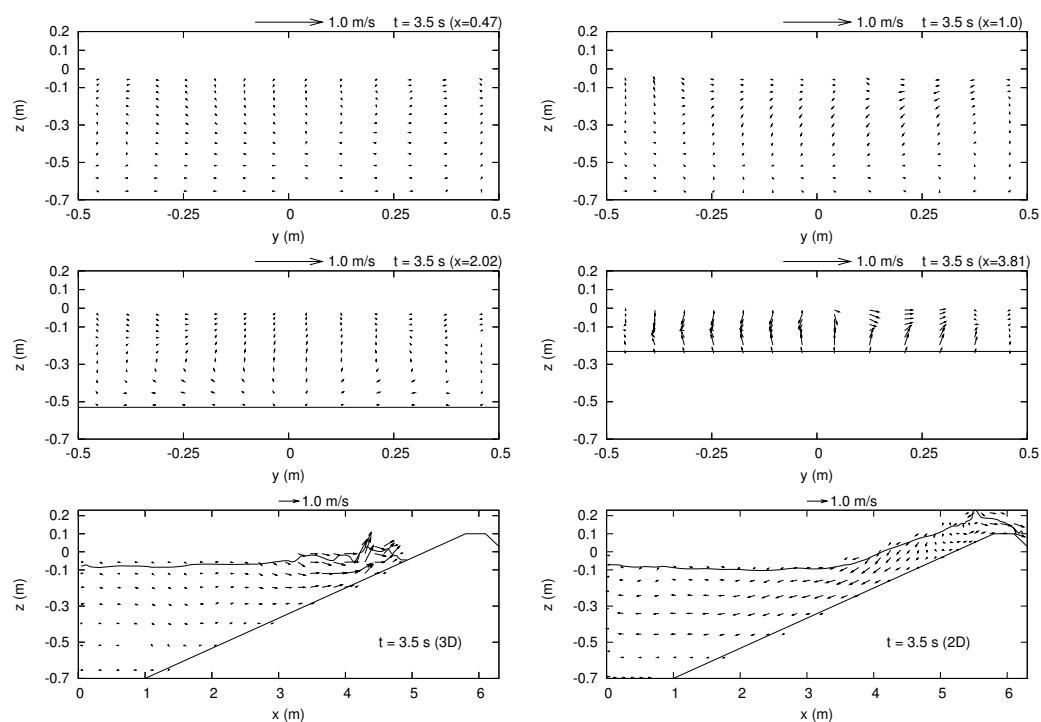 1.0 m/s t = 3.5 s (x=0.47)
0.2
0.1
0
-0.1
-0.3
-0.5
-0.7
z (m)
-0.5 -0.25 0 0.25 0.5
y (m)
1.0 m/s t = 3.5 s (x=1.0)
0.2
0.1
0
-0.1
-0.3
-0.5
-0.7
z (m)
-0.5 -0.25 0 0.25 0.5
y (m)
1.0 m/s t = 3.5 s (x=2.02)
0.2
0.1
0
-0.1
-0.3
-0.5
-0.7
z (m)
-0.5 -0.25 0 0.25 0.5
y (m)
1.0 m/s t = 3.5 s (x=3.81)
0.2
0.1
0
-0.1
-0.3
-0.5
-0.7
z (m)
-0.5 -0.25 0 0.25 0.5
y (m)
1.0 m/s
0.2
0.1
0
-0.1
-0.3
-0.5
-0.7
z (m)
t = 3.5 s (3D)
0 1 2 3 4 5 6
x (m)
1.0 m/s
0.2
0.1
0
-0.1
-0.3
-0.5
-0.7
z (m)
t = 3.5 s (2D)
0 1 2 3 4 5 6
x (m)